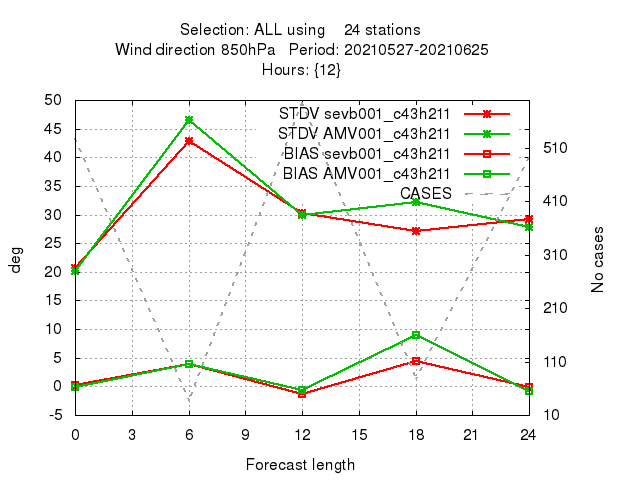 Selection: ALL using    24 stations
Wind direction 850hPa   Period: 20210527-20210625
Hours: {12}
STDV sevb001_c43h211
STDV AMV001_c43h211
BIAS sevb001_c43h211
BIAS AMV001_c43h211
CASES
50
45
40
35
30
25
20
15
10
5
0
-5
deg
510
410
310
210
110
10
No cases
0 3 6 9 12 15 18 21 24
Forecast length